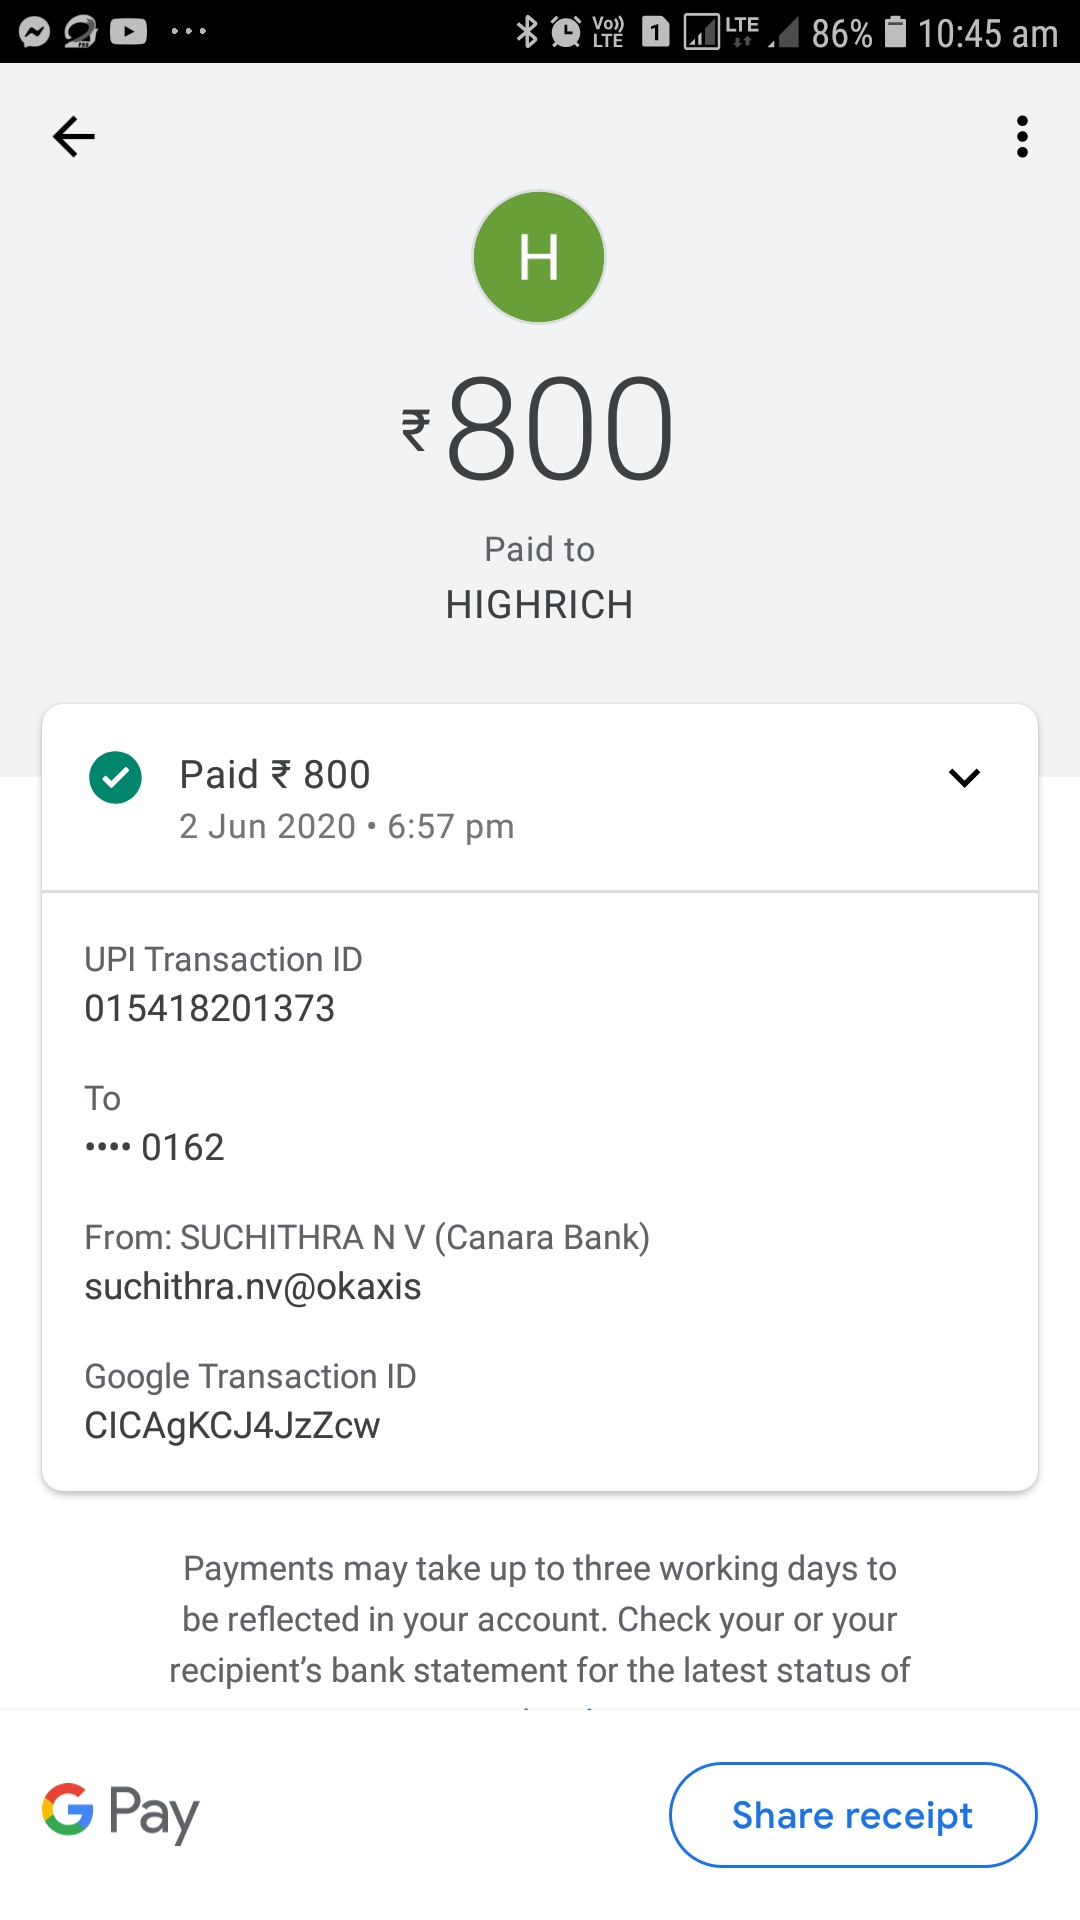 Vo)) LTE 1 LTE 86% 10:45 am
H
₹800
Paid to
HIGHRICH
Paid ₹ 800
2 Jun 2020 • 6:57 pm
UPI Transaction ID
015418201373
To
•••• 0162
From: SUCHITHRA N V (Canara Bank)
suchithra.nv@okaxis
Google Transaction ID
CICAgKCJ4JzZcw
Payments may take up to three working days to
be reflected in your account. Check your or your
recipient’s bank statement for the latest status of
G Pay
Share receipt